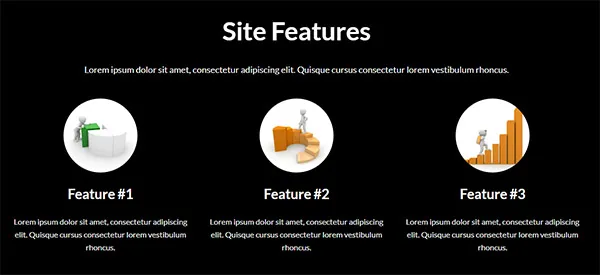 Site Features
Lorem ipsum dolor sit amet, consectetur adipiscing elit. Quisque cursus consectetur lorem vestibulum rhoncus.
Feature #1
Lorem ipsum dolor sit amet, consectetur adipiscing
elit. Quisque cursus consectetur lorem vestibulum
rhoncus.
Feature #2
Lorem ipsum dolor sit amet, consectetur adipiscing
elit. Quisque cursus consectetur lorem vestibulum
rhoncus.
Feature #3
Lorem ipsum dolor sit amet, consectetur adipiscing
elit. Quisque cursus consectetur lorem vestibulum
rhoncus.